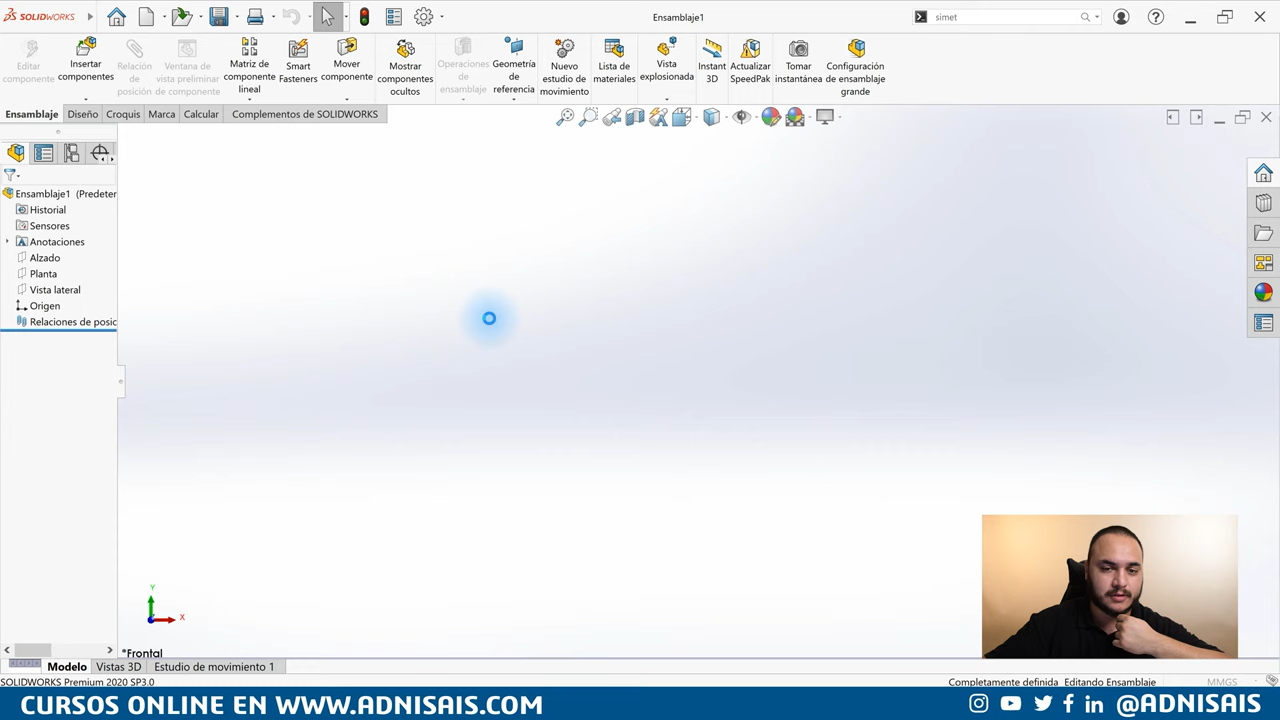 SOLIDWORKS
Ensamblaje1
simet
Editar componente
Insertar componentes
Relación de posición
Ventana de vista preliminar de componente
Matriz de componente lineal
Smart Fasteners
Mover componente
Mostrar componentes ocultos
Operaciones de ensamblaje
Geometría de referencia
Nuevo estudio de movimiento
Lista de materiales
Vista explosionada
Instant 3D
Actualizar SpeedPak
Tomar instantánea
Configuración de ensamblaje grande
Ensamblaje
Diseño
Croquis
Marca
Calcular
Complementos de SOLIDWORKS
Ensamblaje1 (Predeter
Historial
Sensores
Anotaciones
Alzado
Planta
Vista lateral
Origen
Relaciones de posic
Y
X
*Frontal
Modelo
Vistas 3D
Estudio de movimiento 1
SOLIDWORKS Premium 2020 SP3.0
Completamente definida
Editando Ensamblaje
MMGS
CURSOS ONLINE EN WWW.ADNISAIS.COM
@ADNISAIS